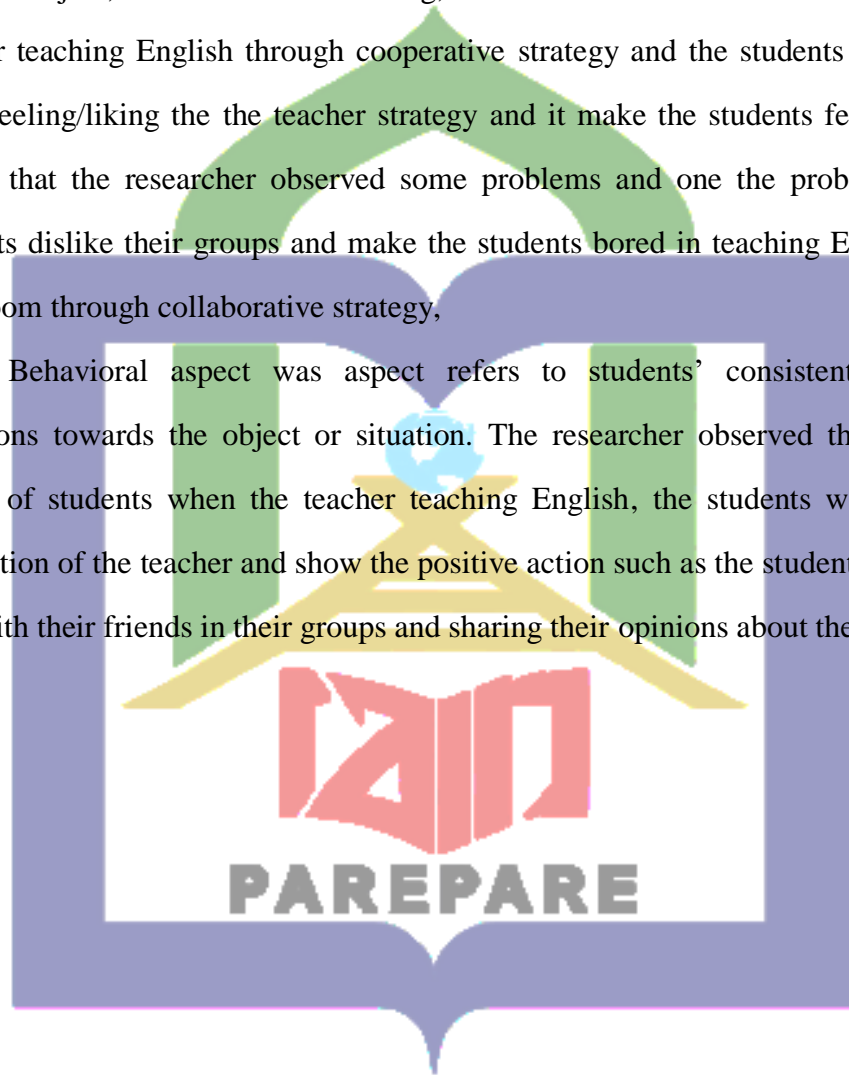 r teaching English through cooperative strategy and the students
eeling/liking the the teacher strategy and it make the students fe
that the researcher observed some problems and one the prob
ts dislike their groups and make the students bored in teaching E
oom through collaborative strategy,
Behavioral aspect was aspect refers to students’ consistent
ons towards the object or situation. The researcher observed th
of students when the teacher teaching English, the students w
tion of the teacher and show the positive action such as the student
ith their friends in their groups and sharing their opinions about the
iain
PAREPARE